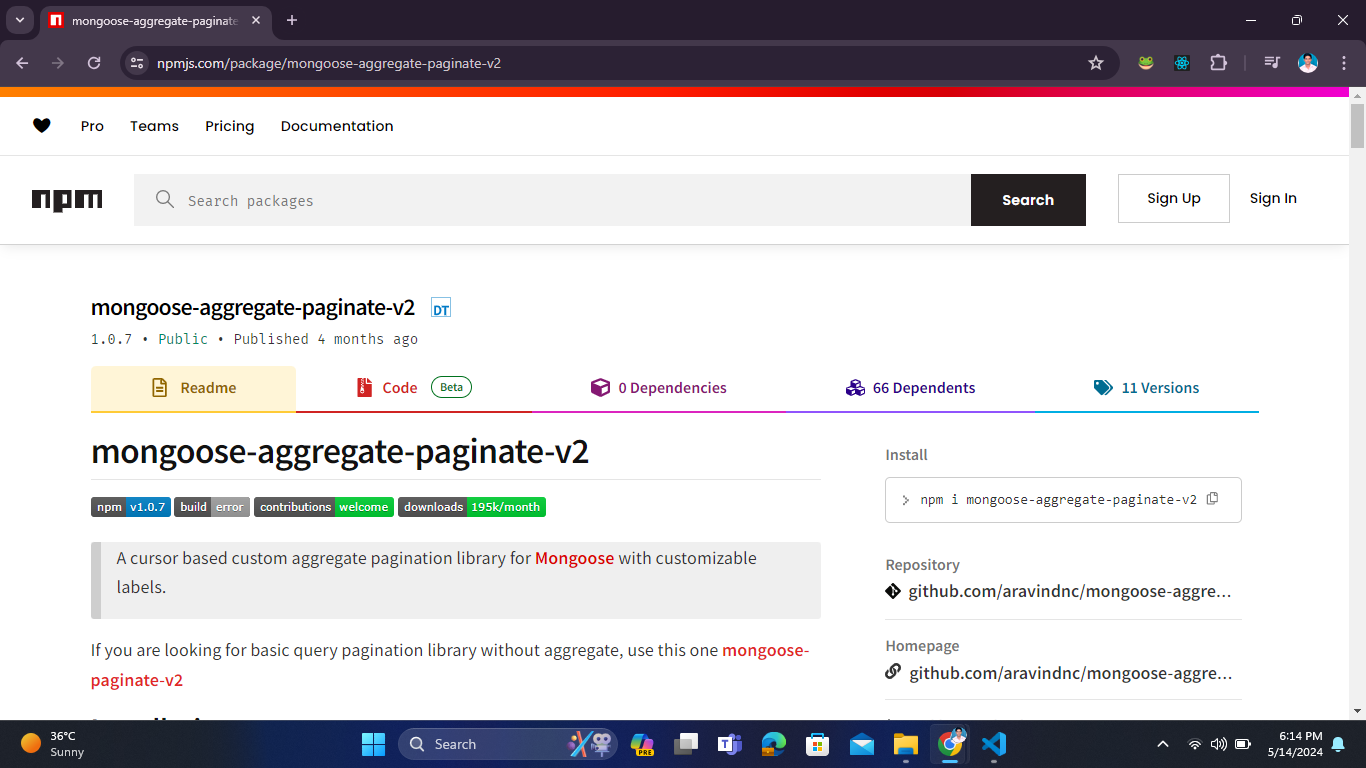 mongoose-aggregate-paginate
npmjs.com/package/mongoose-aggregate-paginate-v2
Pro Teams Pricing Documentation
npm Search packages Search Sign Up Sign In
mongoose-aggregate-paginate-v2 DT
1.0.7 • Public • Published 4 months ago
Readme Code Beta 0 Dependencies 66 Dependents 11 Versions
mongoose-aggregate-paginate-v2
npm v1.0.7 build error contributions welcome downloads 195k/month
A cursor based custom aggregate pagination library for Mongoose with customizable
labels.
If you are looking for basic query pagination library without aggregate, use this one mongoose-
paginate-v2
Install
npm i mongoose-aggregate-paginate-v2
Repository
github.com/aravindnc/mongoose-aggre...
Homepage
github.com/aravindnc/mongoose-aggre...
36°C
Sunny
Search
PRE
6:14 PM
5/14/2024